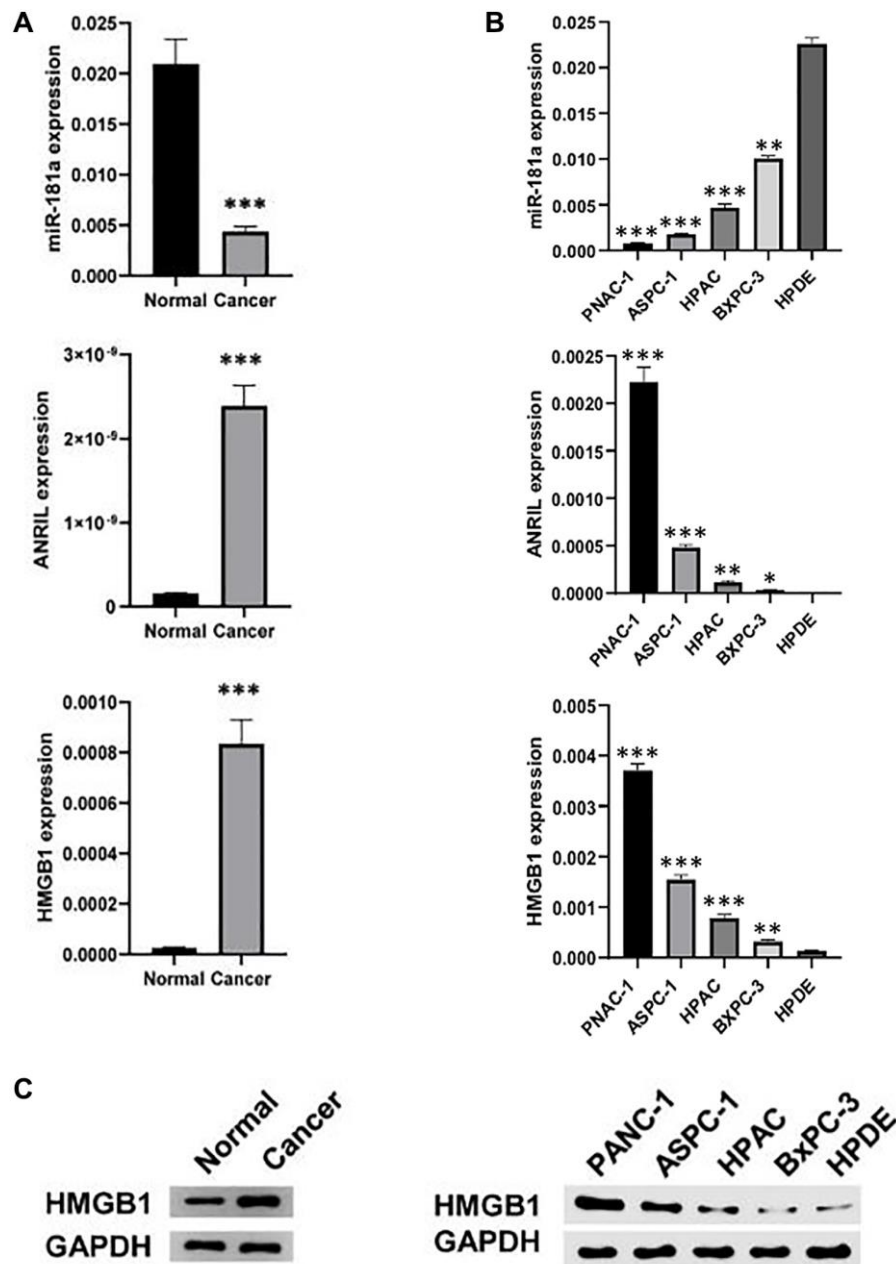 A
miR-181a expression
0.025
0.020
0.015
0.010
0.005
0.000
***
Normal Cancer
ANRIL expression
3×10⁻⁹
2×10⁻⁹
1×10⁻⁹
0
***
Normal Cancer
HMGB1 expression
0.0010
0.0008
0.0006
0.0004
0.0002
0.0000
***
Normal Cancer
B
miR-181a expression
0.025
0.020
0.015
0.010
0.005
0.000
*** *** *** **
PNAC-1 ASPC-1 HPAC BXPC-3 HPDE
ANRIL expression
0.0025
0.0020
0.0015
0.0010
0.0005
0.0000
*** *** ** *
PNAC-1 ASPC-1 HPAC BXPC-3 HPDE
HMGB1 expression
0.005
0.004
0.003
0.002
0.001
0.000
*** *** *** **
PNAC-1 ASPC-1 HPAC BXPC-3 HPDE
C
Normal Cancer
HMGB1
GAPDH
PANC-1 ASPC-1 HPAC BxPC-3 HPDE
HMGB1
GAPDH